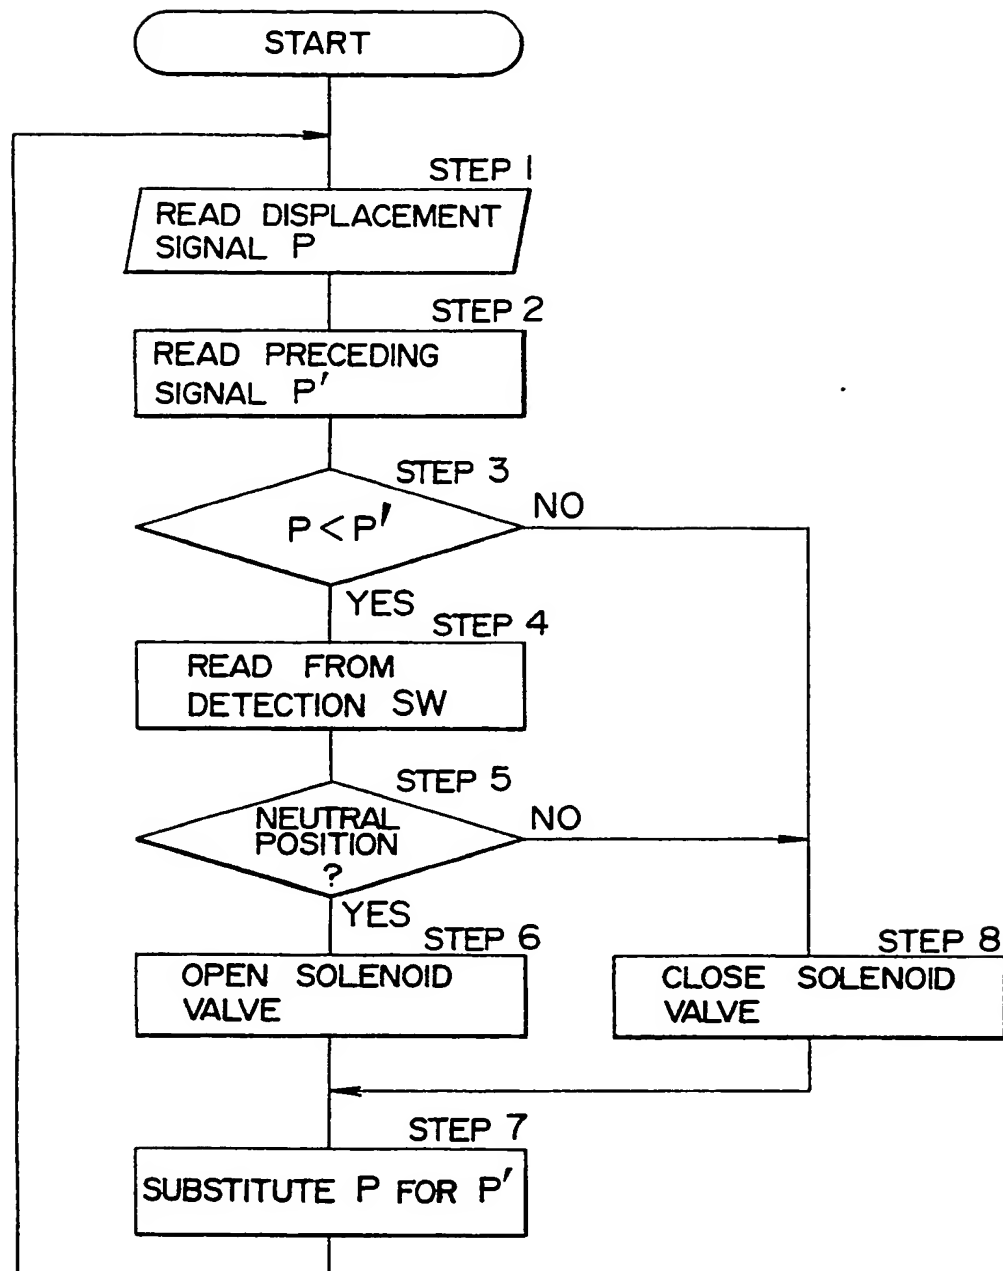 START
STEP 1
READ DISPLACEMENT
SIGNAL P
STEP 2
READ PRECEDING
SIGNAL P'
STEP 3
P<P'
NO
YES
STEP 4
READ FROM
DETECTION SW
STEP 5
NEUTRAL
POSITION
?
NO
YES
STEP 6
OPEN SOLENOID
VALVE
STEP 8
CLOSE SOLENOID
VALVE
STEP 7
SUBSTITUTE P FOR P'